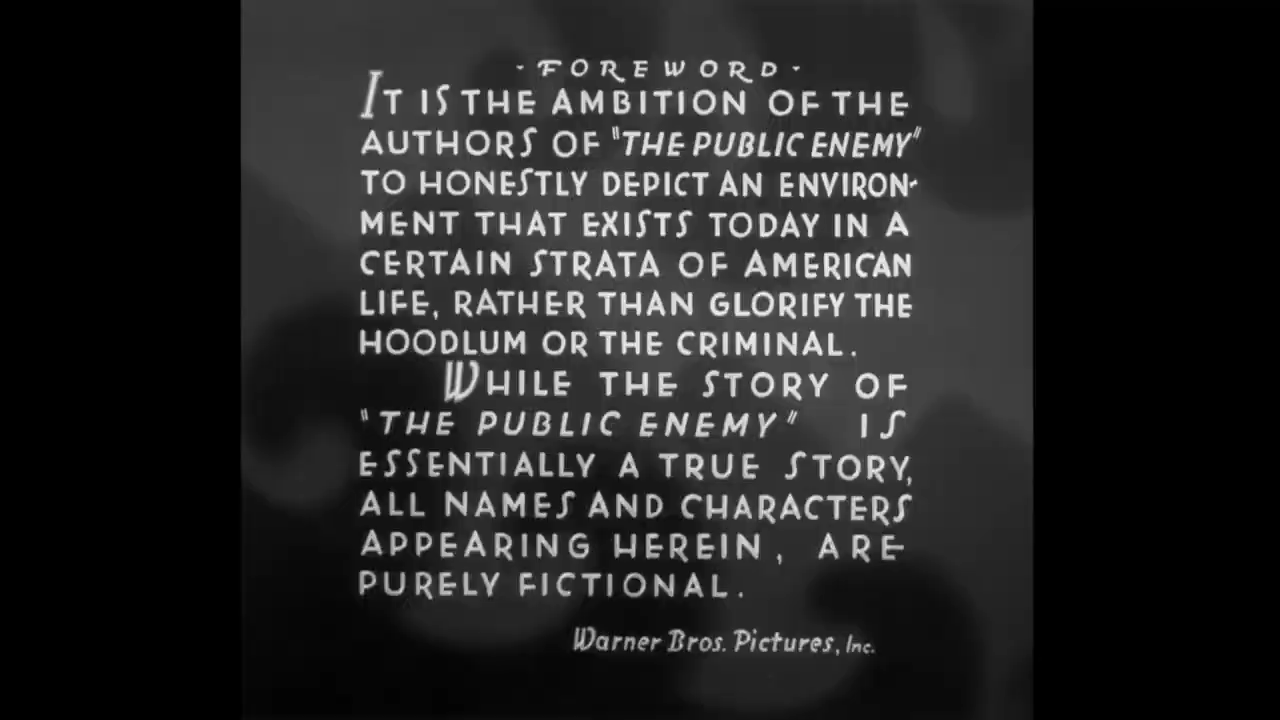 - FOREWORD -
IT IS THE AMBITION OF THE
AUTHORS OF "THE PUBLIC ENEMY"
TO HONESTLY DEPICT AN ENVIRON-
MENT THAT EXISTS TODAY IN A
CERTAIN STRATA OF AMERICAN
LIFE, RATHER THAN GLORIFY THE
HOODLUM OR THE CRIMINAL.
WHILE THE STORY OF
"THE PUBLIC ENEMY" IS
ESSENTIALLY A TRUE STORY,
ALL NAMES AND CHARACTERS
APPEARING HEREIN, ARE
PURELY FICTIONAL.
Warner Bros. Pictures, Inc.